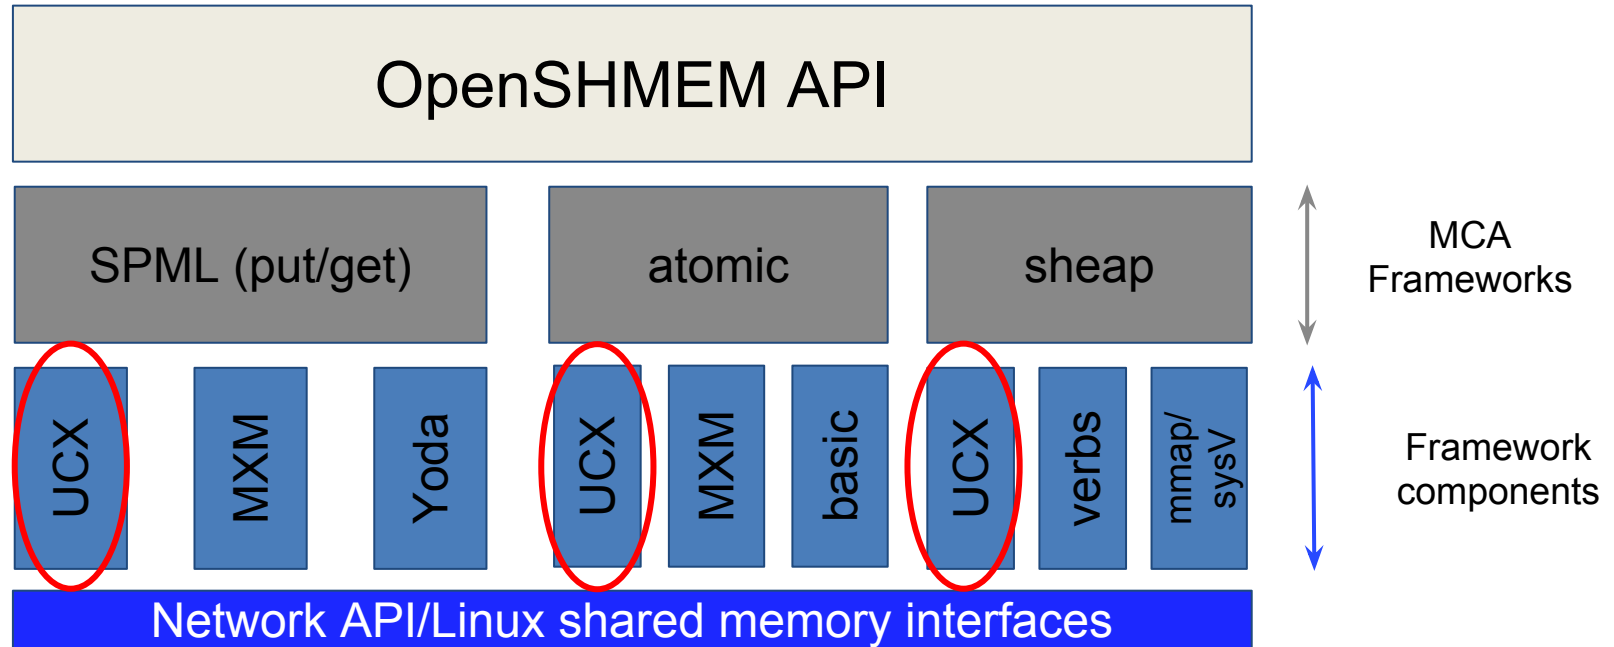 OpenSHMEM API
SPML (put/get)
atomic
sheap
MCA
Frameworks
UCX
MXM
Yoda
UCX
MXM
basic
UCX
verbs
mmap/
sysV
Framework
components
Network API/Linux shared memory interfaces